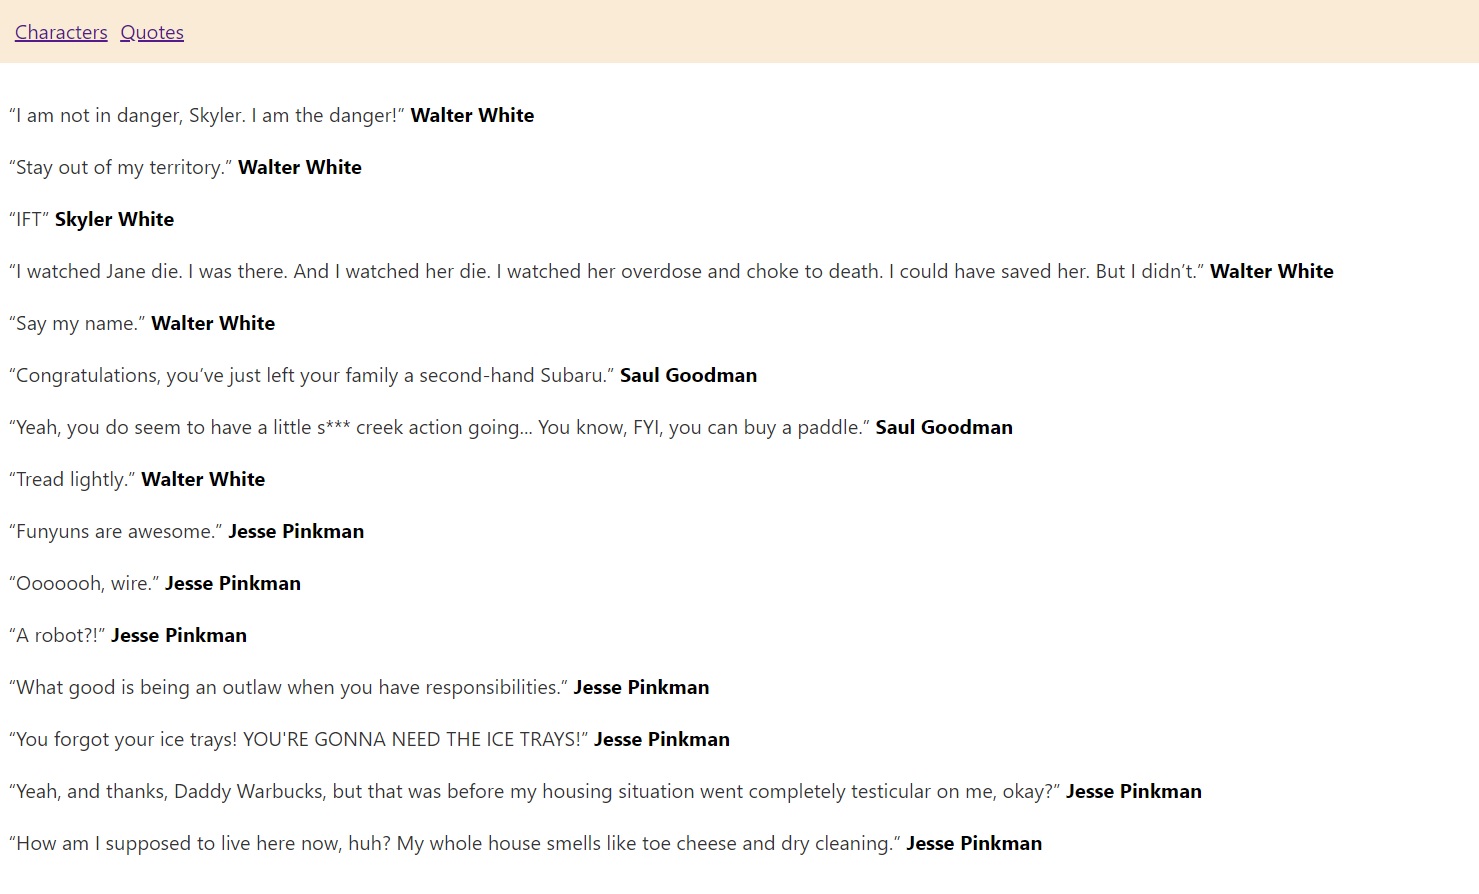 Characters Quotes
“I am not in danger, Skyler. I am the danger!” Walter White
“Stay out of my territory.” Walter White
“IFT” Skyler White
“I watched Jane die. I was there. And I watched her die. I watched her overdose and choke to death. I could have saved her. But I didn’t.” Walter White
“Say my name.” Walter White
“Congratulations, you’ve just left your family a second-hand Subaru.” Saul Goodman
“Yeah, you do seem to have a little s*** creek action going… You know, FYI, you can buy a paddle.” Saul Goodman
“Tread lightly.” Walter White
“Funyuns are awesome.” Jesse Pinkman
“Ooooooh, wire.” Jesse Pinkman
“A robot?!” Jesse Pinkman
“What good is being an outlaw when you have responsibilities.” Jesse Pinkman
“You forgot your ice trays! YOU'RE GONNA NEED THE ICE TRAYS!” Jesse Pinkman
“Yeah, and thanks, Daddy Warbucks, but that was before my housing situation went completely testicular on me, okay?” Jesse Pinkman
“How am I supposed to live here now, huh? My whole house smells like toe cheese and dry cleaning.” Jesse Pinkman